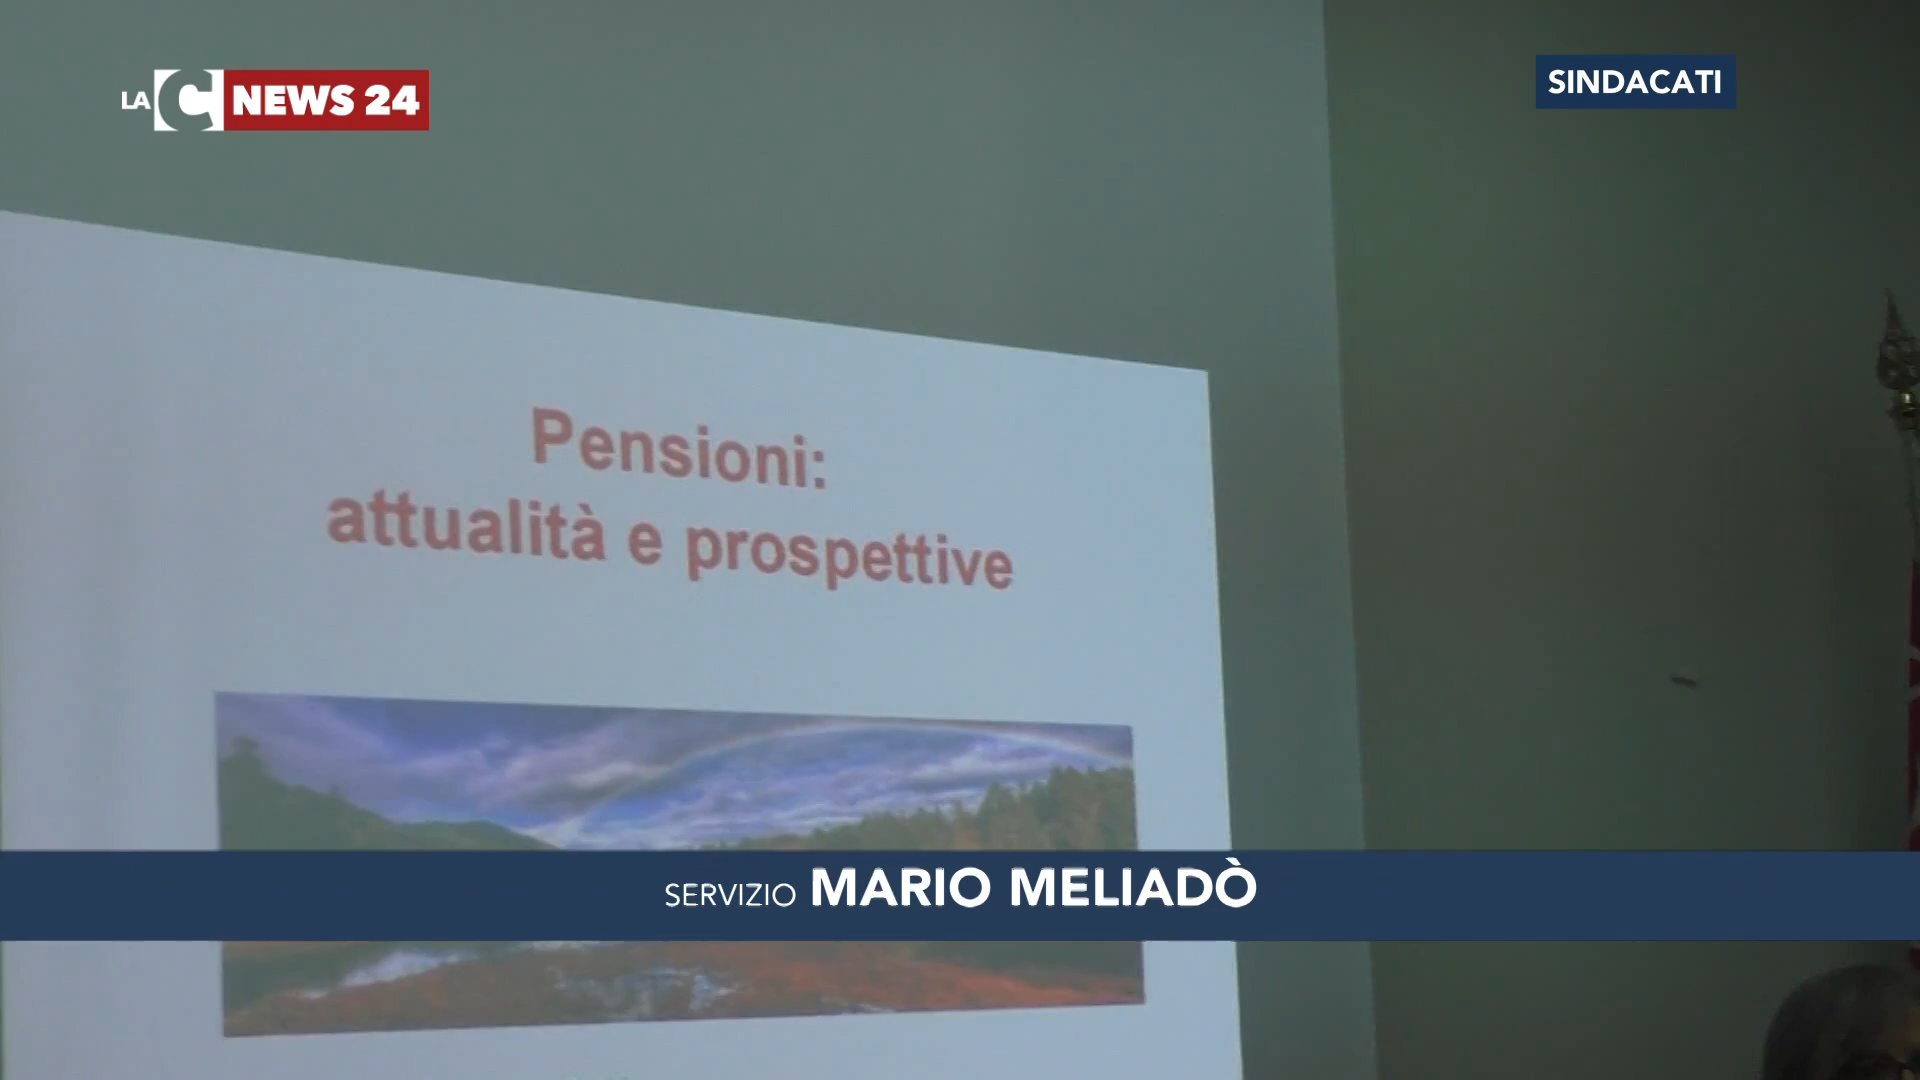 LA C NEWS 24
SINDACATI
Pensioni:
attualità e prospettive
SERVIZIO MARIO MELIADÒ